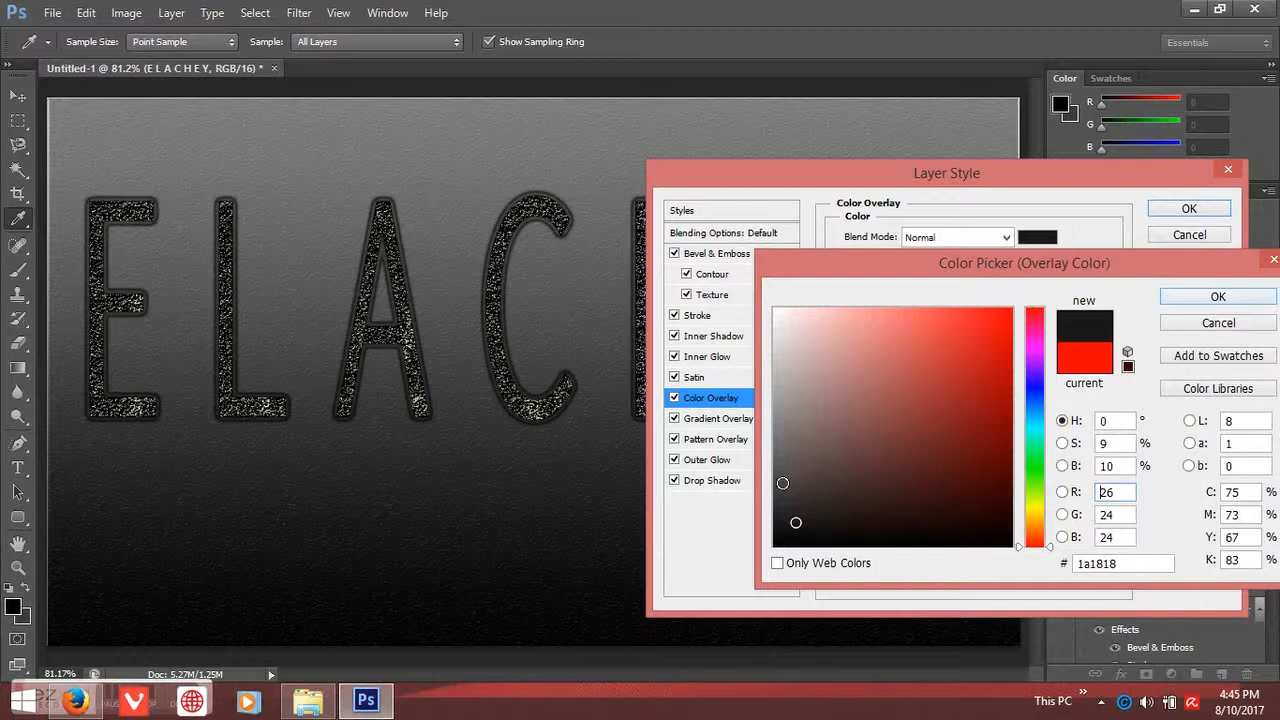 Ps File Edit Image Layer Type Select Filter View Window Help
Sample Size: Point Sample Sample: All Layers Show Sampling Ring Essentials
Untitled-1 @ 81.2% (E L A C H E Y, RGB/16) * ×
Color Swatches
R 0
G 0
B 0
E L A C
Layer Style
Styles
Blending Options: Default
Bevel & Emboss
Contour
Texture
Stroke
Inner Shadow
Inner Glow
Satin
Color Overlay
Gradient Overlay
Pattern Overlay
Outer Glow
Drop Shadow
Color Overlay
Color
Blend Mode: Normal
OK
Cancel
Color Picker (Overlay Color)
new
current
OK
Cancel
Add to Swatches
Color Libraries
H: 0 ° L: 8
S: 9 % a: 1
B: 10 % b: 0
R: 26 C: 75 %
G: 24 M: 73 %
B: 24 Y: 67 %
# 1a1818 K: 83 %
Only Web Colors
Effects
Bevel & Emboss
81.17% Doc: 5.27M/1.25M
Ps
This PC
4:45 PM
8/10/2017